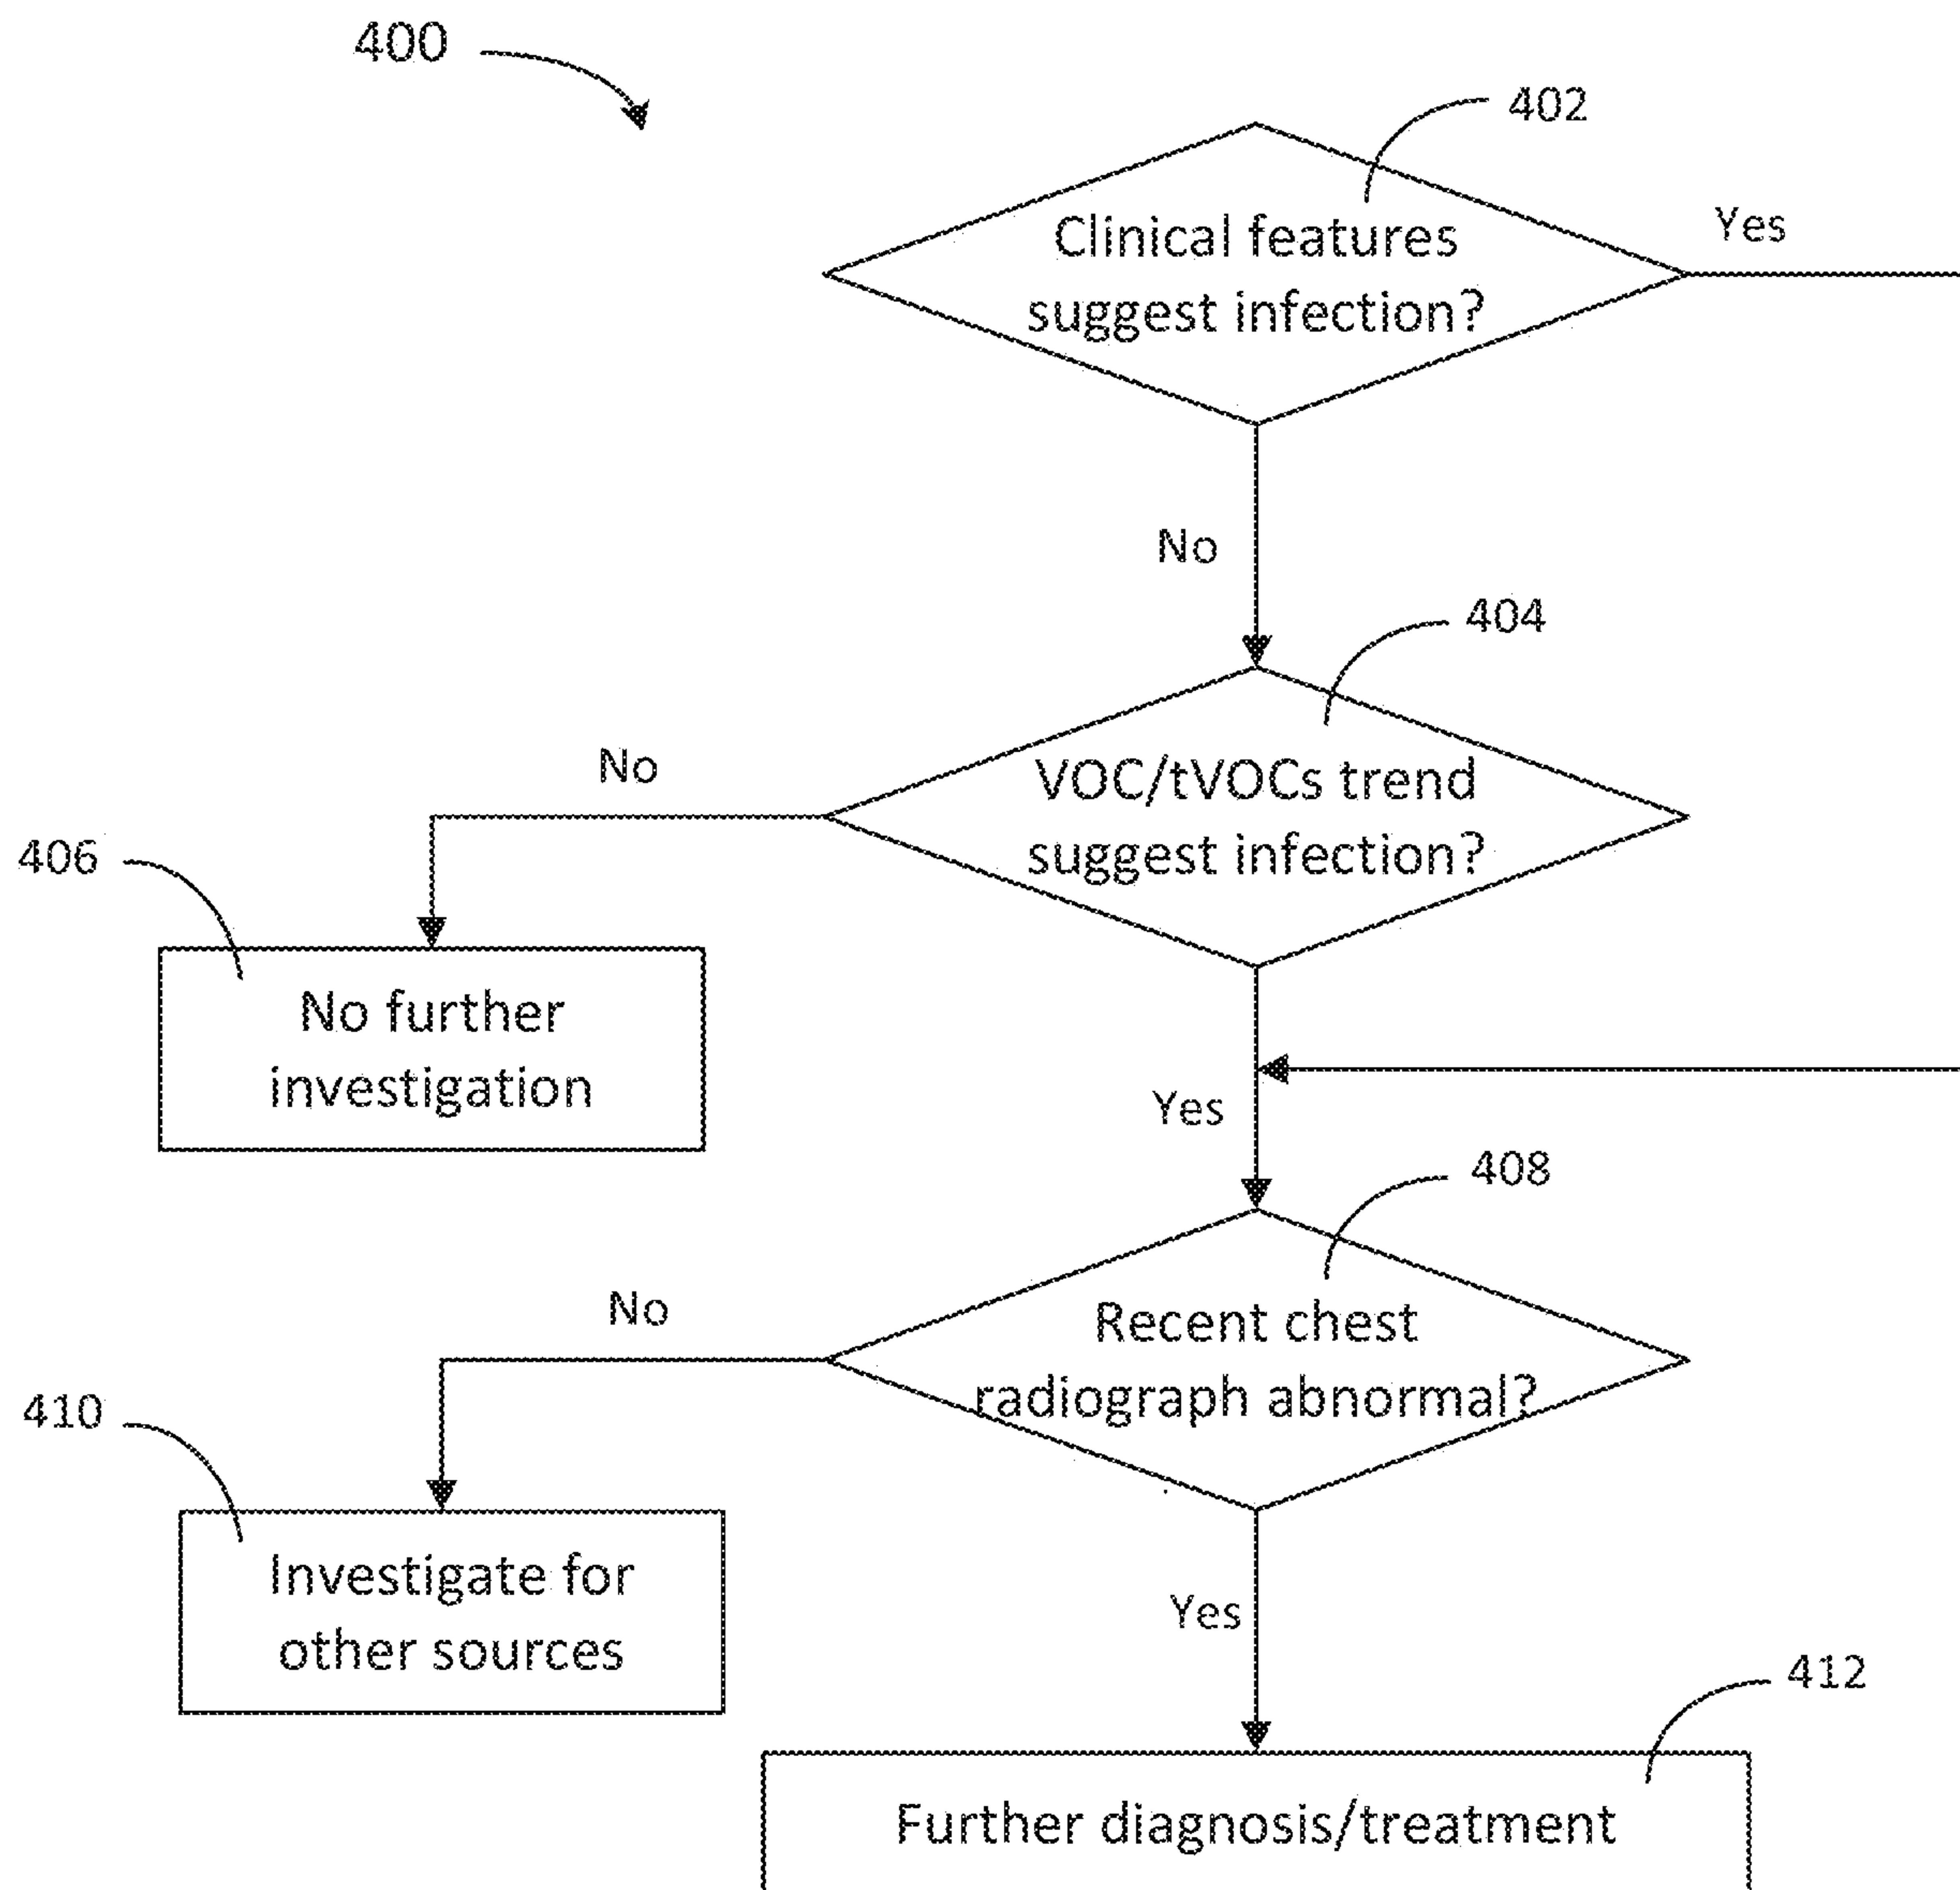 400
402
Clinical features
suggest infection?
Yes
No
404
VOC/tVOCs trend
suggest infection?
No
406
No further
investigation
Yes
408
Recent chest
radiograph abnormal?
No
410
Investigate for
other sources
Yes
412
Further diagnosis/treatment